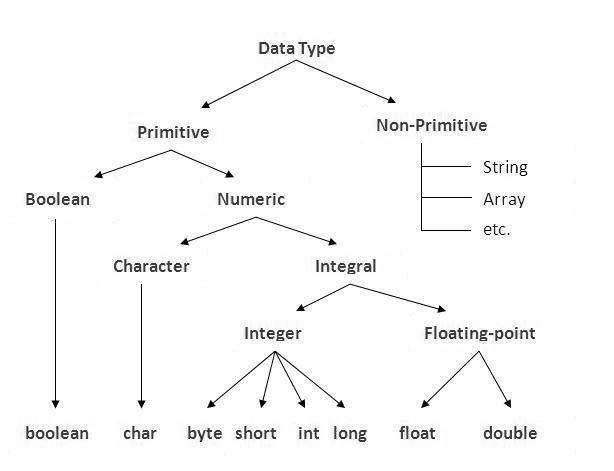 Data Type
Primitive
Non-Primitive
String
Array
etc.
Boolean
Numeric
Character
Integral
Integer
Floating-point
boolean
char
byte
short
int
long
float
double